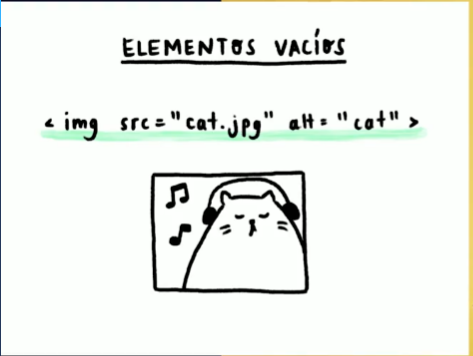 ELEMENTOS VACÍOS
< img src="cat.jpg" alt="cat">